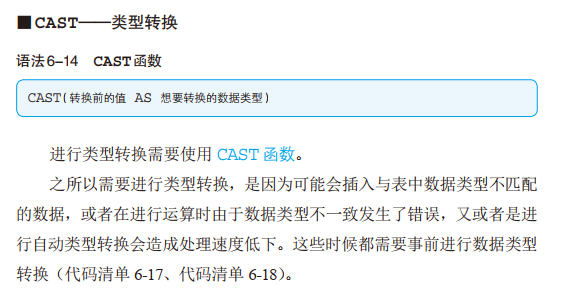 ■CAST——类型转换
语法6-14 CAST函数
CAST(转换前的值 AS 想要转换的数据类型)
进行类型转换需要使用 CAST 函数。
之所以需要进行类型转换，是因为可能会插入与表中数据类型不匹配
的数据，或者在进行运算时由于数据类型不一致发生了错误，又或者是进
行自动类型转换会造成处理速度低下。这些时候都需要事前进行数据类型
转换（代码清单 6-17、代码清单 6-18）。